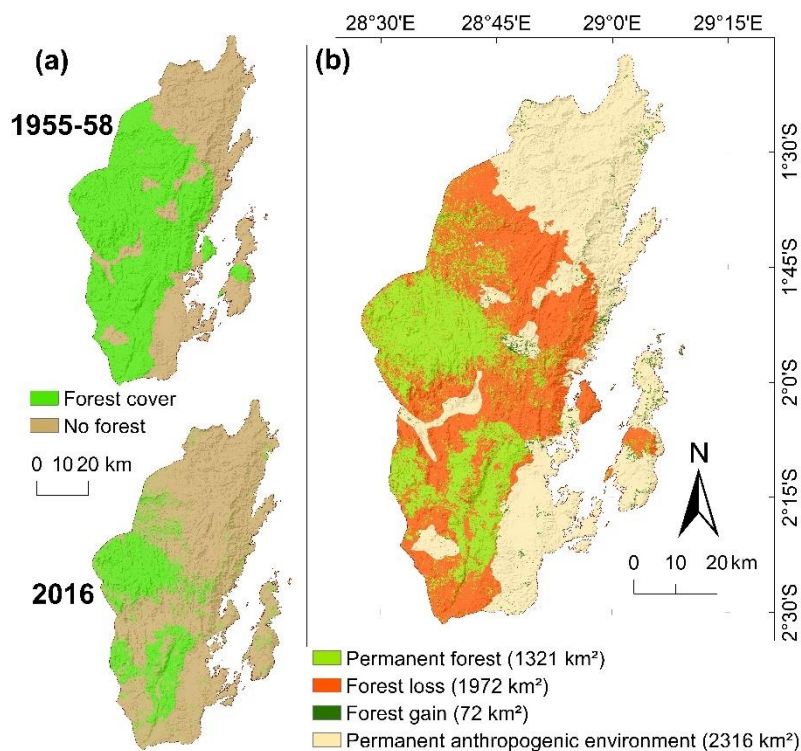 (a)
1955-58
Forest cover
No forest
0 10 20 km
2016
28°30'E 28°45'E 29°0'E 29°15'E
(b)
1°30'S
1°45'S
2°0'S
2°15'S
2°30'S
N
0 10 20 km
Permanent forest (1321 km²)
Forest loss (1972 km²)
Forest gain (72 km²)
Permanent anthropogenic environment (2316 km²)